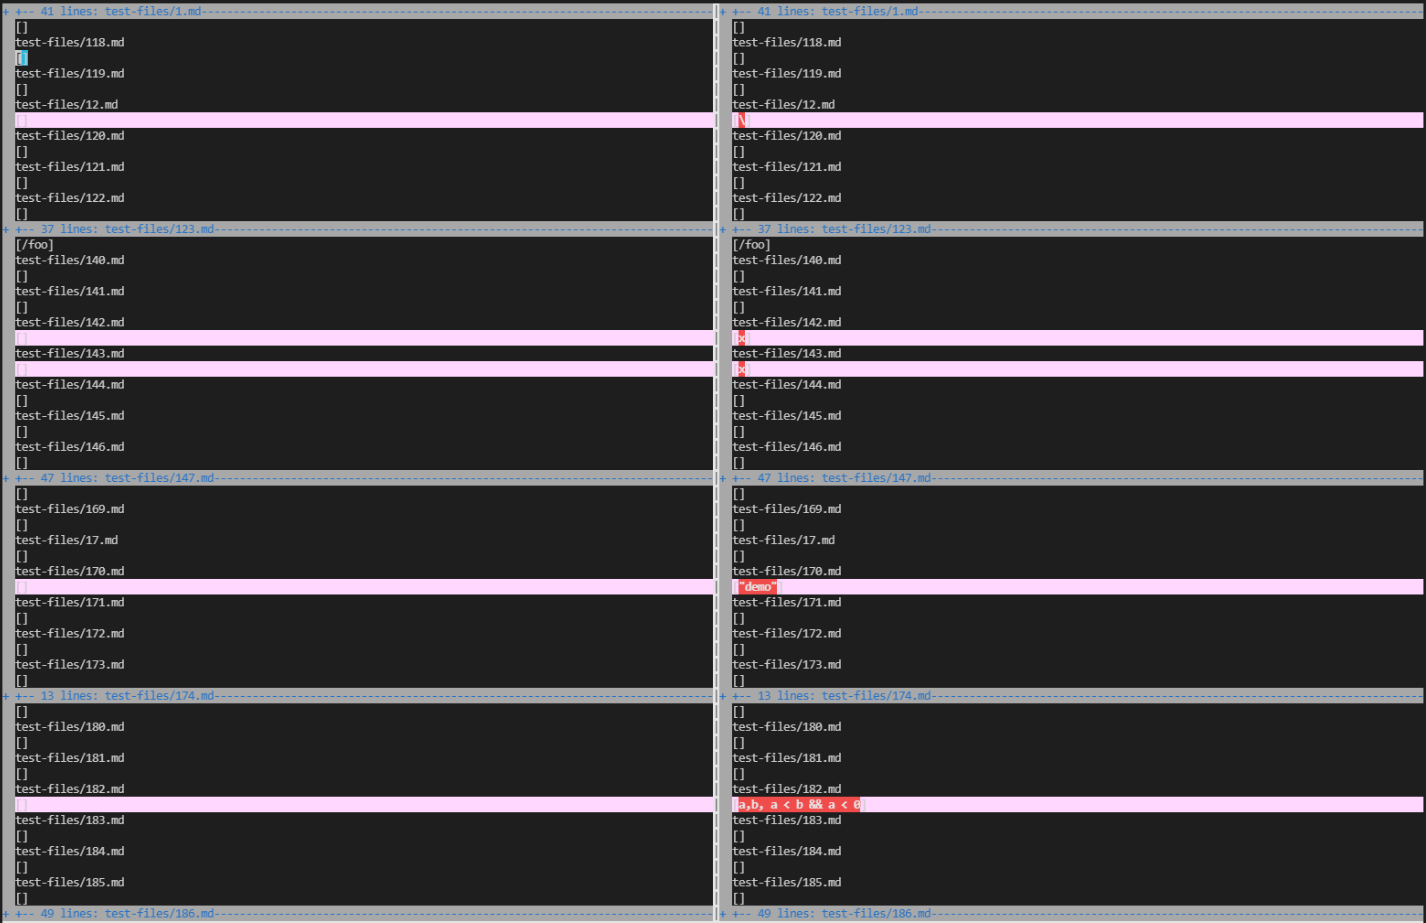 + +-- 41 lines: test-files/1.md
[]
test-files/118.md
[]
test-files/119.md
[]
test-files/12.md
[]
test-files/120.md
[]
test-files/121.md
[]
test-files/122.md
[]
+ +-- 37 lines: test-files/123.md
[/foo]
test-files/140.md
[]
test-files/141.md
[]
test-files/142.md
[]
test-files/143.md
[]
test-files/144.md
[]
test-files/145.md
[]
test-files/146.md
[]
+ +-- 47 lines: test-files/147.md
[]
test-files/169.md
[]
test-files/17.md
[]
test-files/170.md
[]
test-files/171.md
[]
test-files/172.md
[]
test-files/173.md
[]
+ +-- 13 lines: test-files/174.md
[]
test-files/180.md
[]
test-files/181.md
[]
test-files/182.md
[]
test-files/183.md
[]
test-files/184.md
[]
test-files/185.md
[]
+ +-- 49 lines: test-files/186.md
+ +-- 41 lines: test-files/1.md
[]
test-files/118.md
[]
test-files/119.md
[]
test-files/12.md
[\]
test-files/120.md
[]
test-files/121.md
[]
test-files/122.md
[]
+ +-- 37 lines: test-files/123.md
[/foo]
test-files/140.md
[]
test-files/141.md
[]
test-files/142.md
[x]
test-files/143.md
[x]
test-files/144.md
[]
test-files/145.md
[]
test-files/146.md
[]
+ +-- 47 lines: test-files/147.md
[]
test-files/169.md
[]
test-files/17.md
[]
test-files/170.md
["demo"]
test-files/171.md
[]
test-files/172.md
[]
test-files/173.md
[]
+ +-- 13 lines: test-files/174.md
[]
test-files/180.md
[]
test-files/181.md
[]
test-files/182.md
[a,b, a < b && a < 0]
test-files/183.md
[]
test-files/184.md
[]
test-files/185.md
[]
+ +-- 49 lines: test-files/186.md